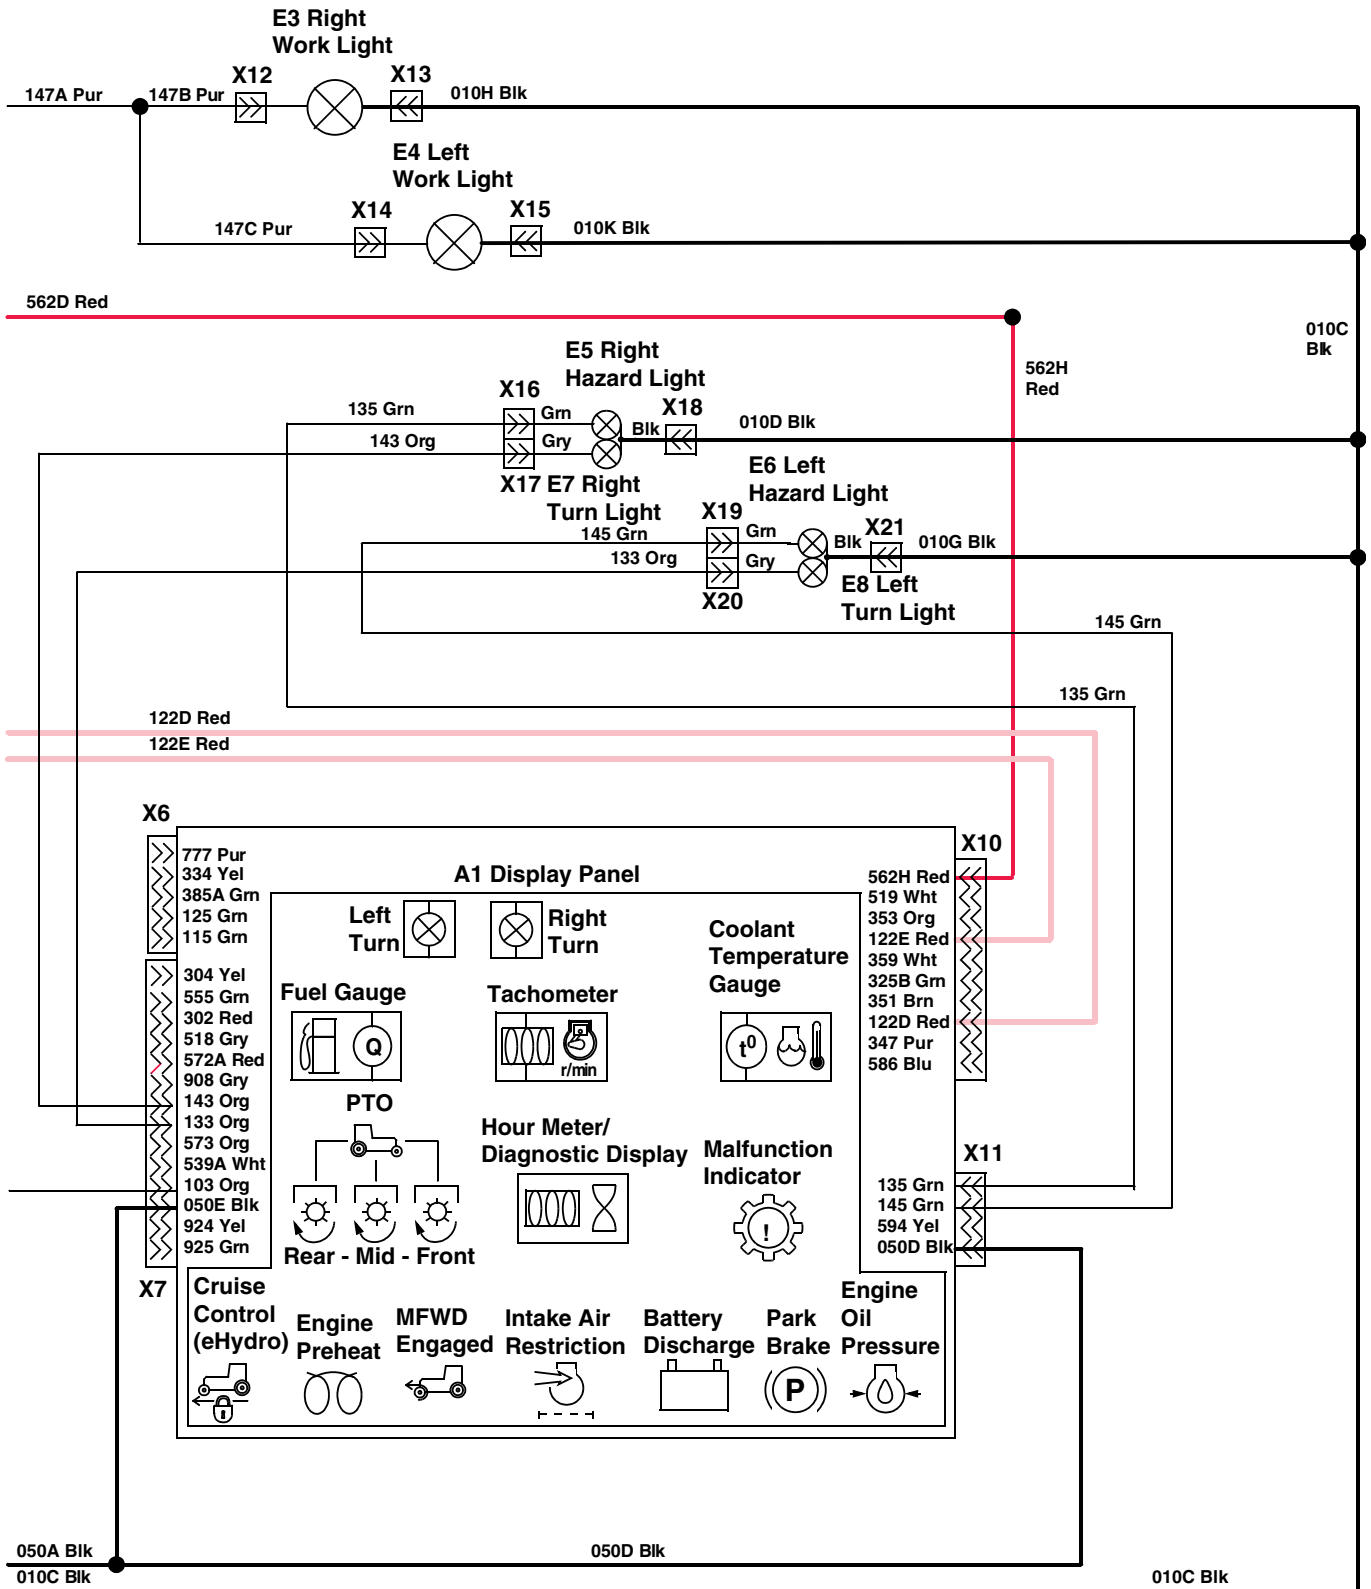 E3 Right
Work Light
X12
X13
147A Pur
147B Pur
010H Blk
E4 Left
Work Light
X14
X15
147C Pur
010K Blk
562D Red
010C
Blk
E5 Right
Hazard Light
562H
Red
X16
X18
135 Grn
Grn
010D Blk
Blk
143 Org
Gry
E6 Left
Hazard Light
X17
E7 Right
Turn Light
X19
X21
145 Grn
Grn
Blk
010G Blk
133 Org
Gry
X20
E8 Left
Turn Light
145 Grn
135 Grn
122D Red
122E Red
X6
X10
777 Pur
334 Yel
385A Grn
125 Grn
115 Grn
A1 Display Panel
562H Red
519 Wht
353 Org
122E Red
359 Wht
325B Grn
351 Brn
122D Red
347 Pur
586 Blu
Left
Turn
Right
Turn
Coolant
Temperature
Gauge
304 Yel
555 Grn
302 Red
518 Gry
572A Red
908 Gry
143 Org
133 Org
573 Org
539A Wht
103 Org
050E Blk
924 Yel
925 Grn
X7
Fuel Gauge
Q
Tachometer
r/min
t0
PTO
Rear - Mid - Front
Hour Meter/
Diagnostic Display
Malfunction
Indicator
!
X11
135 Grn
145 Grn
594 Yel
050D Blk
Cruise
Control
(eHydro)
Engine
Preheat
MFWD
Engaged
Intake Air
Restriction
Battery
Discharge
Park
Brake
P
Engine
Oil
Pressure
050A Blk
050D Blk
010C Blk
010C Blk